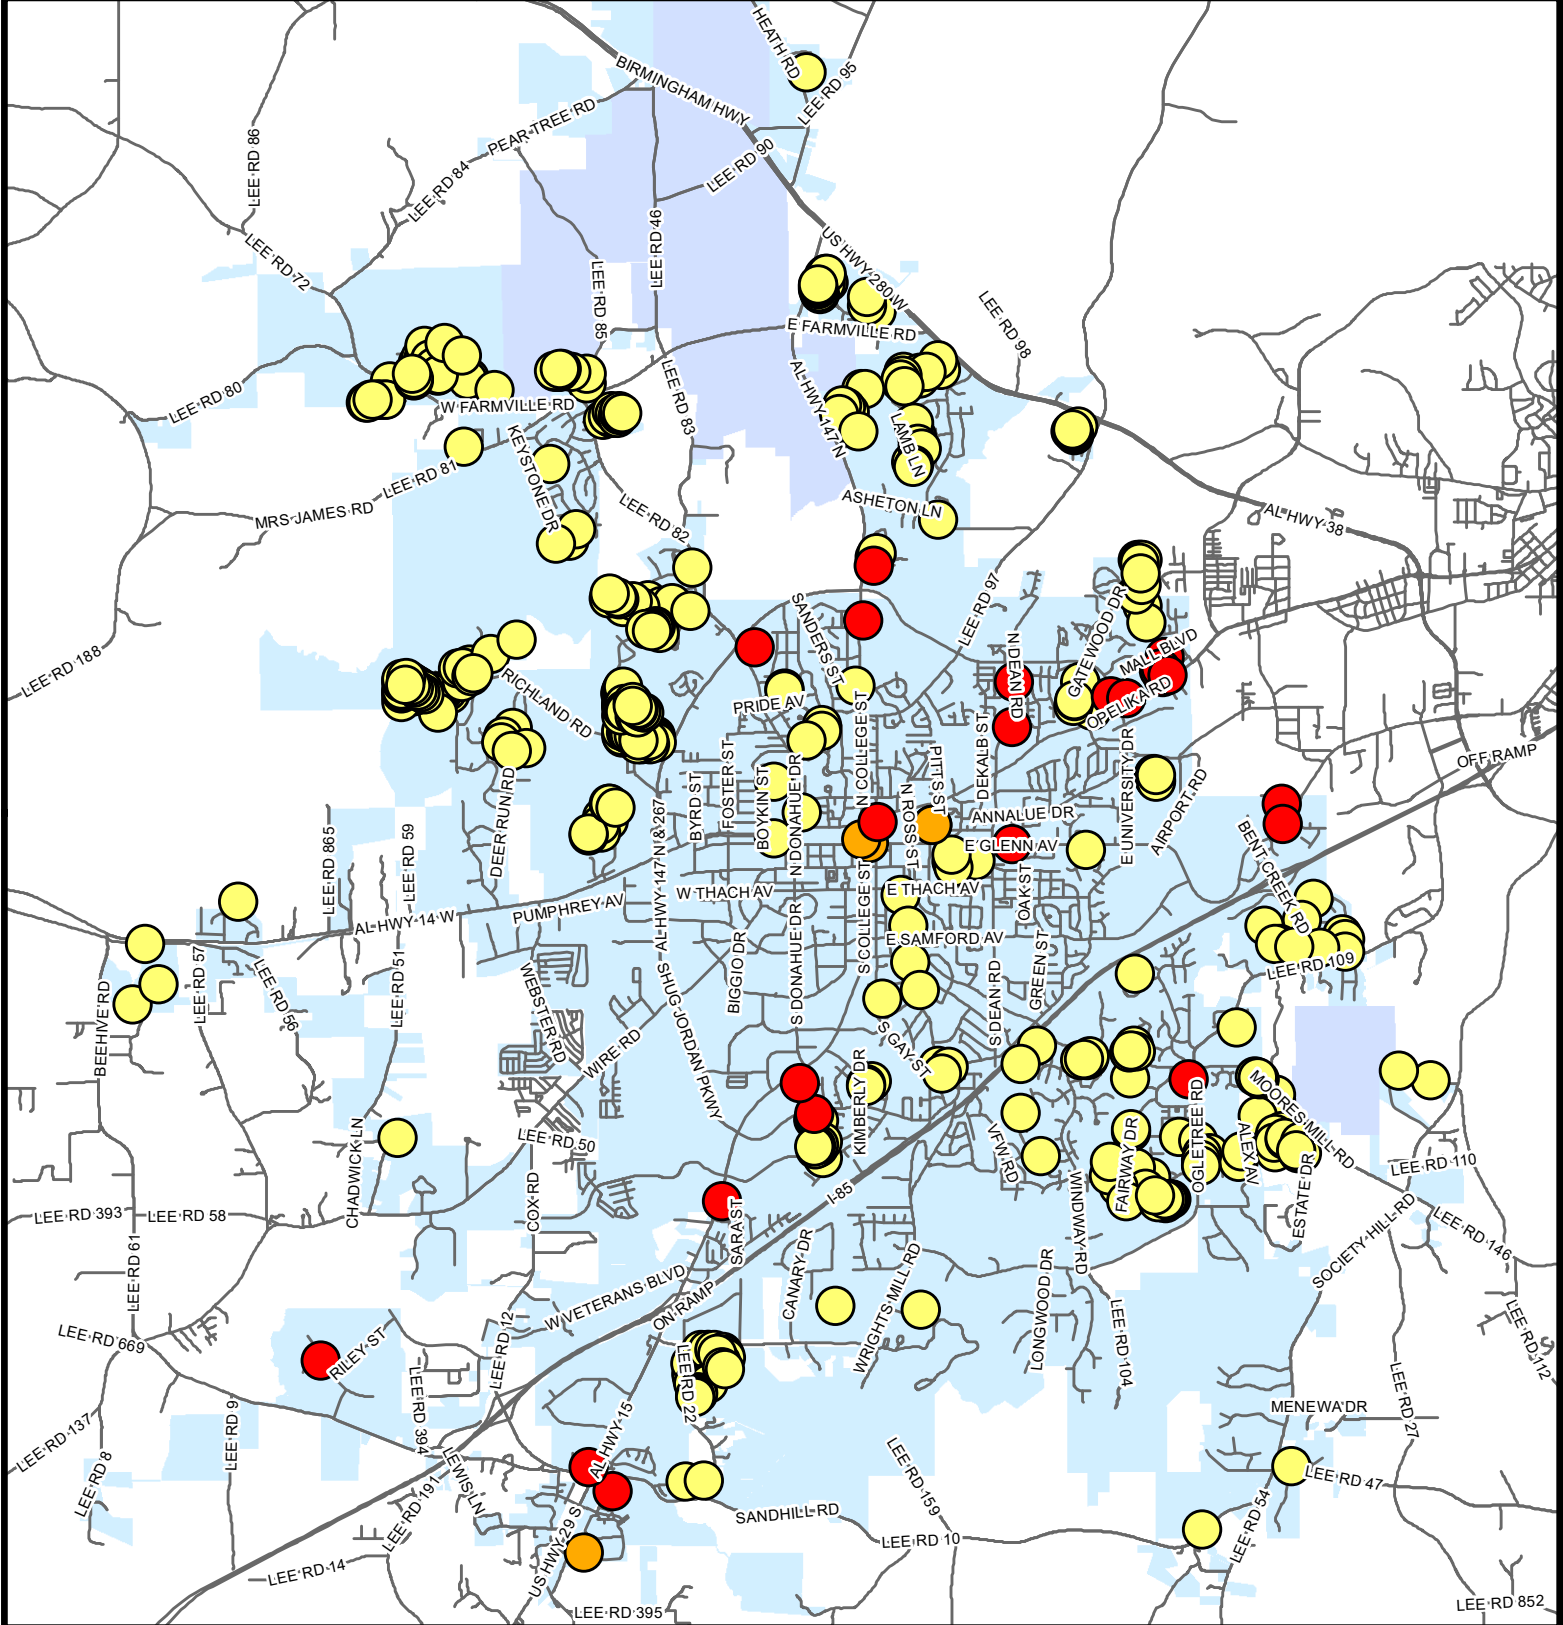 HEATH RD
BIRMINGHAM HWY
LEE RD 95
PEAR TREE RD
LEE RD 86
LEE RD 90
LEE RD 84
LEE RD 46
LEE RD 72
US HWY 280 W
LEE RD 85
LEE RD 98
E FARMVILLE RD
LEE RD 80
W FARMVILLE RD
LEE RD 83
AL HWY 147 N
LAMB LN
KEYSTONE DR
LEE RD 81
MRS JAMES RD
LEE RD 82
ASHETON LN
AL HWY 38
LEE RD 97
SANDERS ST
GATEWOOD DR
N DEAN RD
MALL BLVD
LEE RD 188
RICHLAND RD
PRIDE AV
OPELIKA RD
N COLLEGE ST
DEKALB ST
E UNIVERSITY DR
OFF RAMP
PITTS ST
FOSTER ST
BYRD ST
BOYKIN ST
N DONAHUE DR
N ROSS ST
ANNALUE DR
AIRPORT RD
DEER RUN RD
AL HWY 147 N & 267
E GLENN AV
BENT CREEK RD
LEE RD 865
LEE RD 59
W THACH AV
E THACH AV
OAK ST
AL HWY 14 W
PUMPHREY AV
S COLLEGE ST
E SAMFORD AV
LEE RD 109
LEE RD 57
LEE RD 56
LEE RD 51
BIGGIO DR
S DONAHUE DR
GREEN ST
S DEAN RD
BEEHIVE RD
WEBSTER RD
WIRE RD
SHUG JORDAN PKWY
S GAY ST
KIMBERLY DR
MOORES MILL RD
OGLETREE RD
CHADWICK LN
LEE RD 50
VFW RD
FAIRWAY DR
ALEX AV
ESTATE DR
LEE RD 110
WINDWAY RD
I-85
LEE RD 393
LEE RD 58
COX RD
SARA ST
SOCIETY HILL RD
LEE RD 146
LEE RD 61
CANARY DR
WRIGHTS MILL RD
LONGWOOD DR
W VETERANS BLVD
ON RAMP
LEE RD 104
LEE RD 112
LEE RD 669
RILEY ST
LEE RD 12
LEE RD 22
LEE RD 394
LEE RD 27
MENEWA DR
LEE RD 137
LEE RD 9
LEE RD 8
AL HWY 15
LEWIS LN
LEE RD 191
LEE RD 159
LEE RD 47
SANDHILL RD
LEE RD 10
LEE RD 54
US HWY 29 S
LEE RD 14
LEE RD 395
LEE RD 852